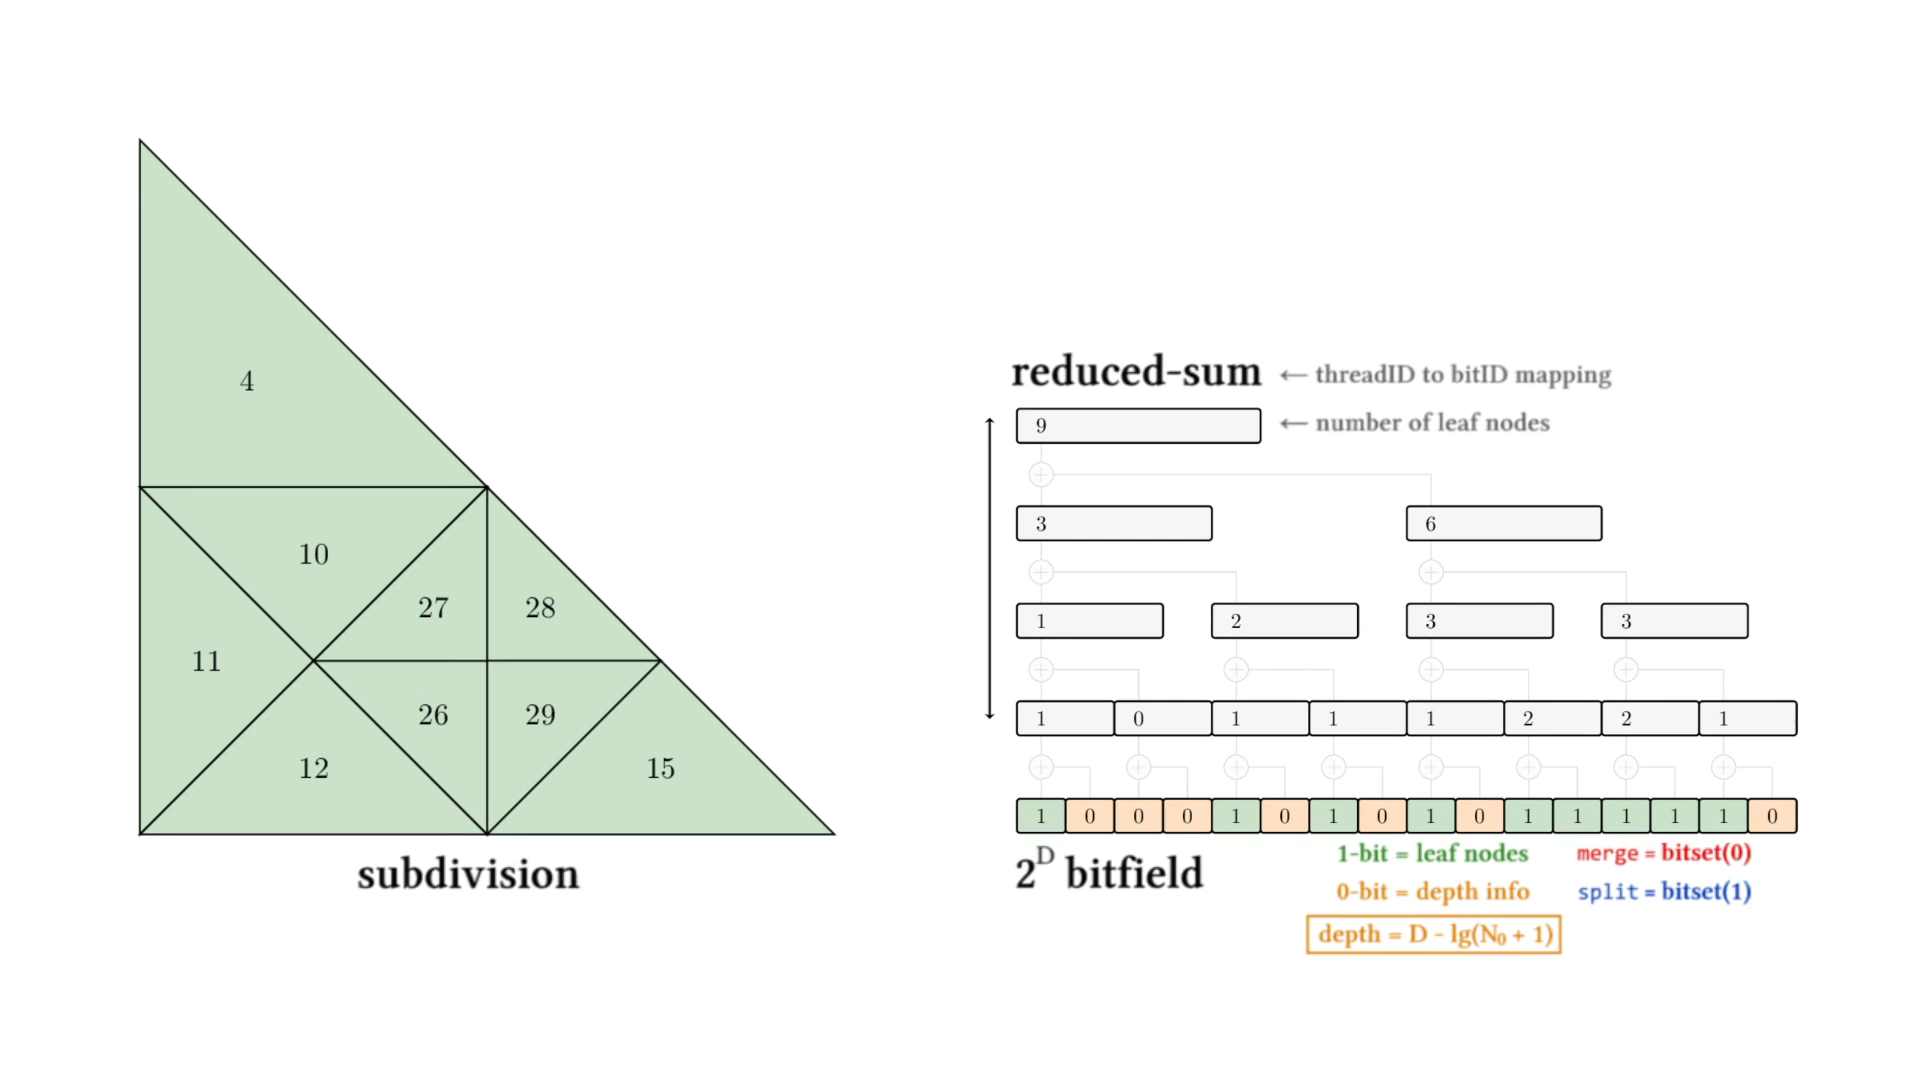 4
10
27 28
11
26 29
12 15
subdivision
reduced-sum ← threadID to bitID mapping
9 ← number of leaf nodes
3 6
1 2 3 3
1 0 1 1 1 2 2 1
1 0 0 0 1 0 1 0 1 0 1 1 1 1 1 0
2^D bitfield
1-bit = leaf nodes merge = bitset(0)
0-bit = depth info split = bitset(1)
depth = D - lg(N₀ + 1)